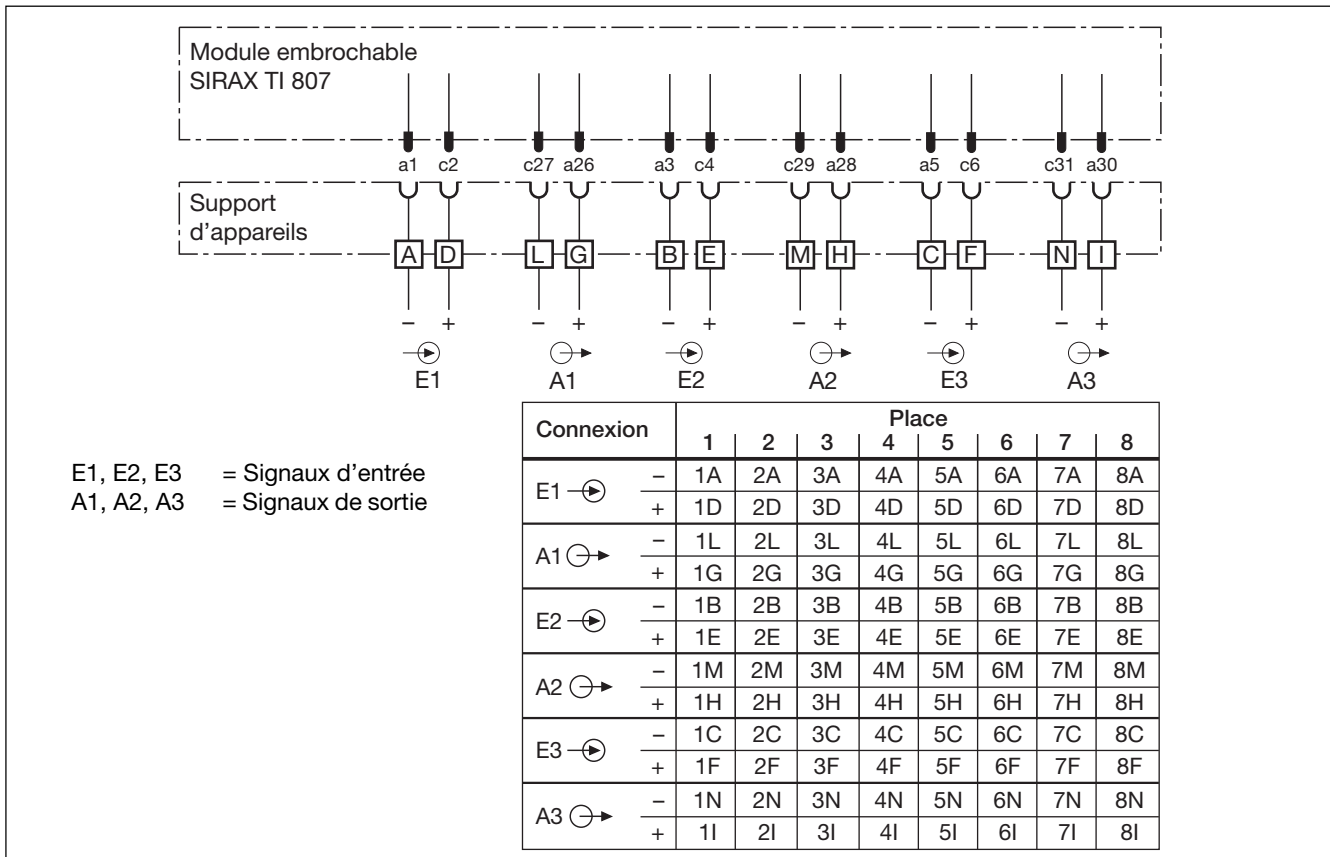 Module embrochable
SIRAX TI 807
a1 c2 c27 a26 a3 c4 c29 a28 a5 c6 c31 a30
Support
d'appareils
A D L G B E M H C F N I
– + – + – + – + – + – +
E1 A1 E2 A2 E3 A3
E1, E2, E3 = Signaux d'entrée
A1, A2, A3 = Signaux de sortie
Connexion Place
1 2 3 4 5 6 7 8
E1 – 1A 2A 3A 4A 5A 6A 7A 8A
+ 1D 2D 3D 4D 5D 6D 7D 8D
A1 – 1L 2L 3L 4L 5L 6L 7L 8L
+ 1G 2G 3G 4G 5G 6G 7G 8G
E2 – 1B 2B 3B 4B 5B 6B 7B 8B
+ 1E 2E 3E 4E 5E 6E 7E 8E
A2 – 1M 2M 3M 4M 5M 6M 7M 8M
+ 1H 2H 3H 4H 5H 6H 7H 8H
E3 – 1C 2C 3C 4C 5C 6C 7C 8C
+ 1F 2F 3F 4F 5F 6F 7F 8F
A3 – 1N 2N 3N 4N 5N 6N 7N 8N
+ 1I 2I 3I 4I 5I 6I 7I 8I